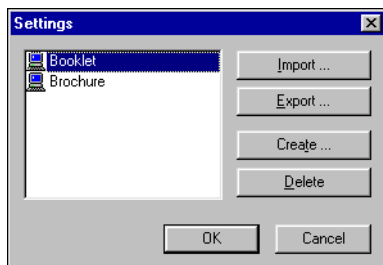 Settings
Booklet
Brochure
Import ...
Export ...
Create ...
Delete
OK
Cancel